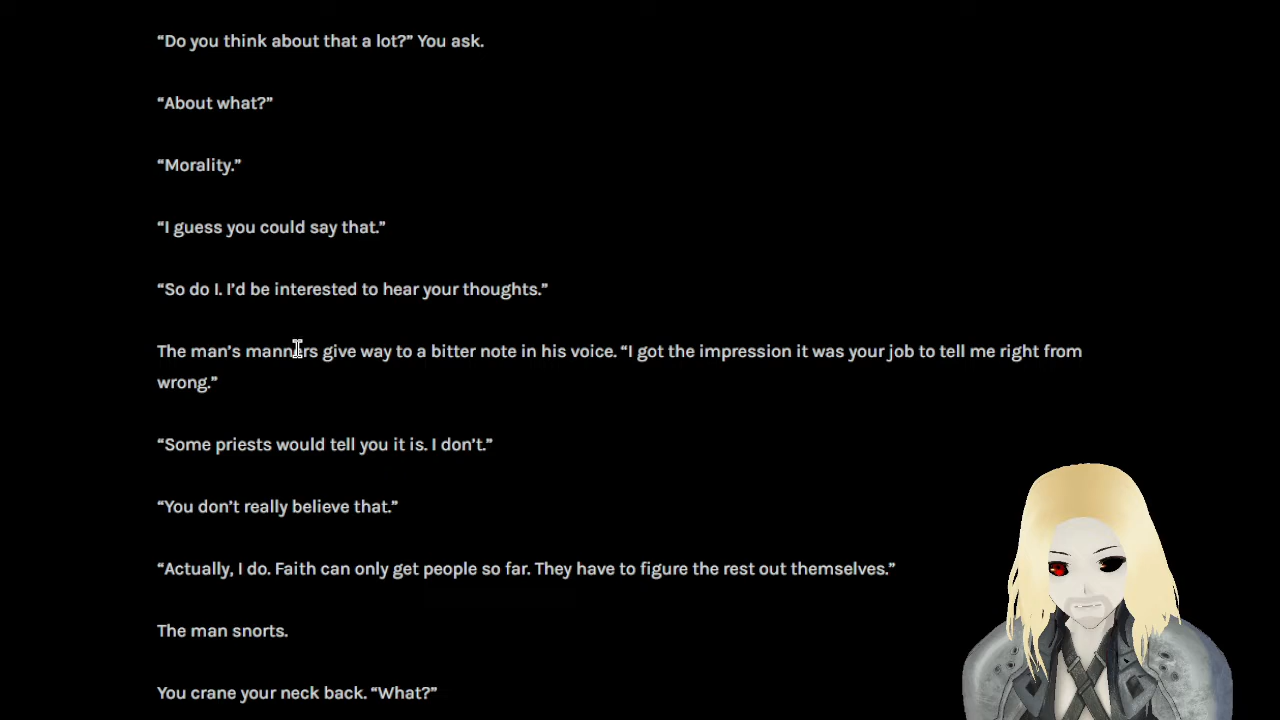 “Do you think about that a lot?” You ask.
“About what?”
“Morality.”
“I guess you could say that.”
“So do I. I’d be interested to hear your thoughts.”
The man’s manners give way to a bitter note in his voice. “I got the impression it was your job to tell me right from
wrong.”
“Some priests would tell you it is. I don’t.”
“You don’t really believe that.”
“Actually, I do. Faith can only get people so far. They have to figure the rest out themselves.”
The man snorts.
You crane your neck back. “What?”